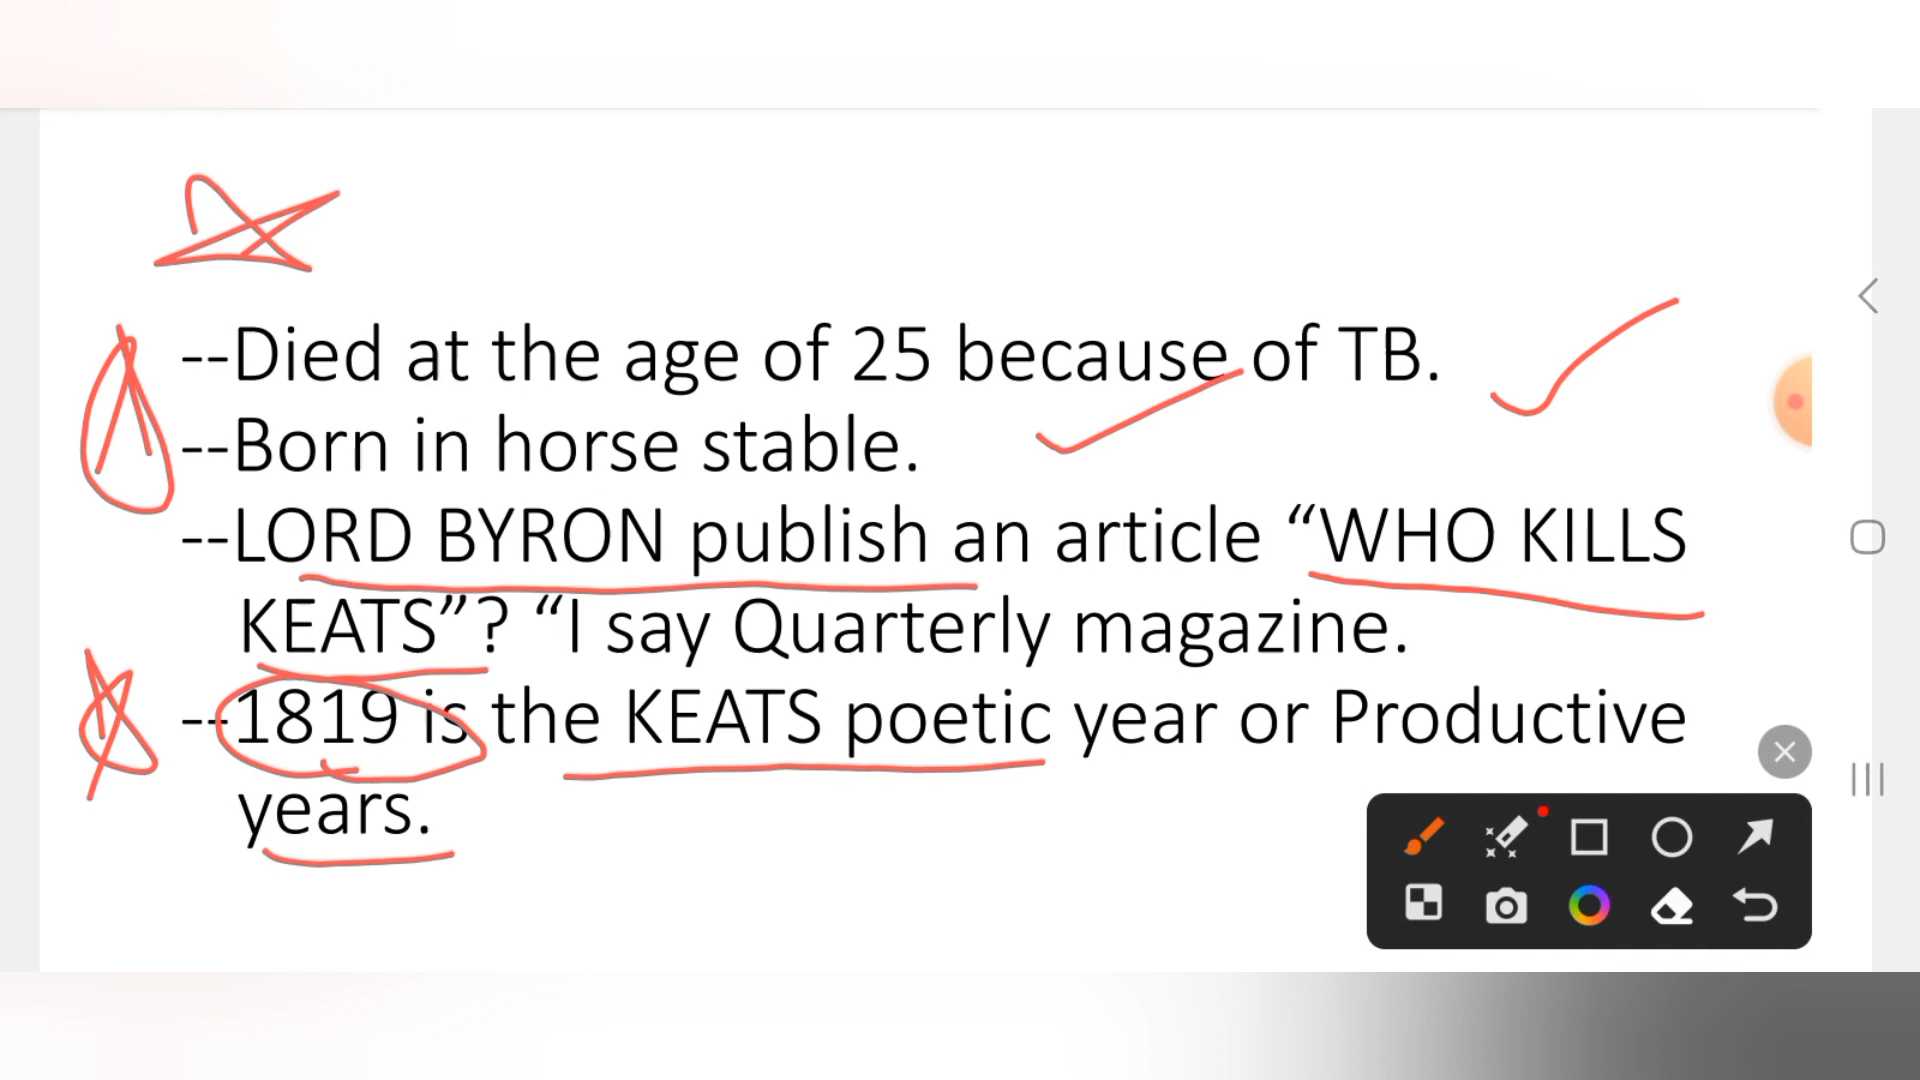 --Died at the age of 25 because of TB.
--Born in horse stable.
--LORD BYRON publish an article “WHO KILLS
KEATS”? “I say Quarterly magazine.
--1819 is the KEATS poetic year or Productive
years.